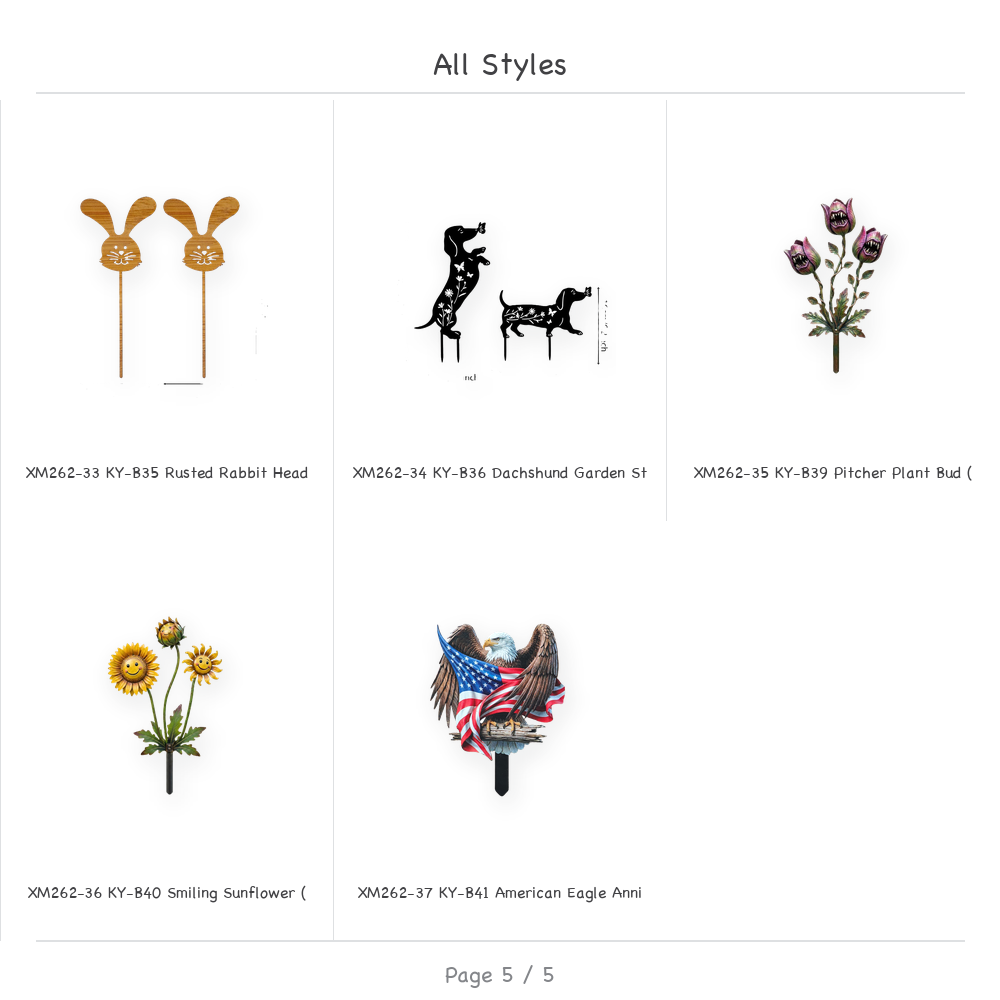 All Styles
XM262-33 KY-B35 Rusted Rabbit Head
XM262-34 KY-B36 Dachshund Garden St
XM262-35 KY-B39 Pitcher Plant Bud (
XM262-36 KY-B40 Smiling Sunflower (
XM262-37 KY-B41 American Eagle Anni
Page 5 / 5